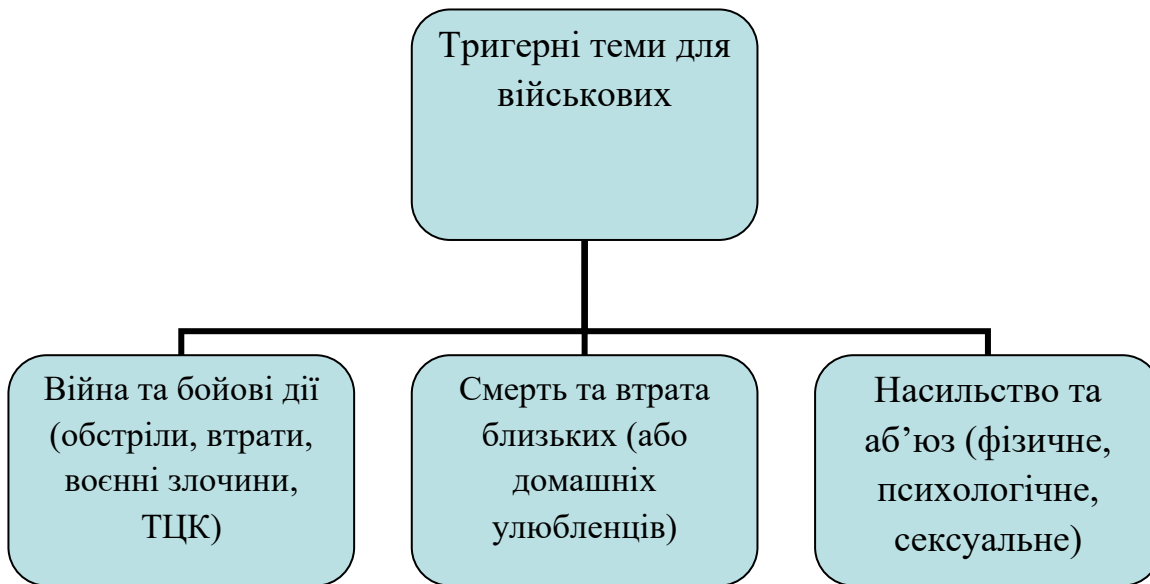 Тригерні теми для
військових
Війна та бойові дії
(обстріли, втрати,
воєнні злочини,
ТЦК)
Смерть та втрата
близьких (або
домашніх
улюбленців)
Насильство та
аб’юз (фізичне,
психологічне,
сексуальне)